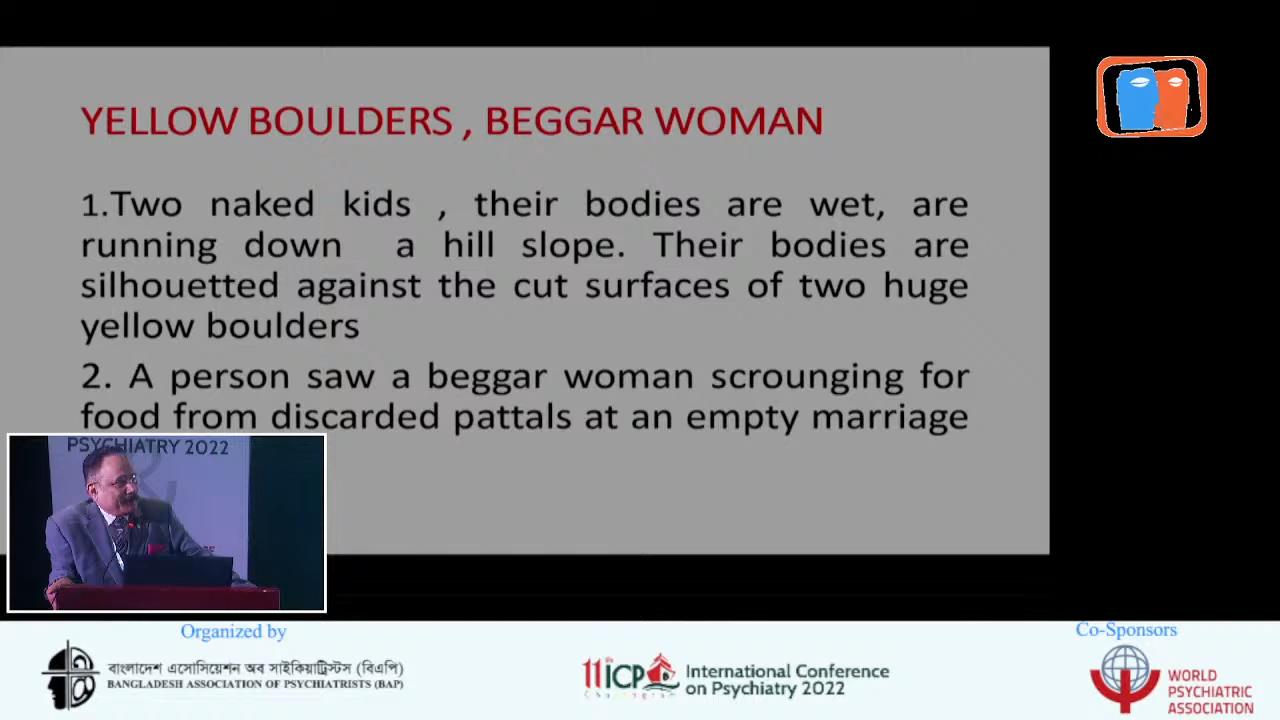 YELLOW BOULDERS , BEGGAR WOMAN
1.Two naked kids , their bodies are wet, are
running down a hill slope. Their bodies are
silhouetted against the cut surfaces of two huge
yellow boulders
2. A person saw a beggar woman scrounging for
food from discarded pattals at an empty marriage
PSYCHIATRY 2022
Organized by
বাংলাদেশ এসোসিয়েশন অব সাইকিয়াট্রিস্টস (বিএপি)
BANGLADESH ASSOCIATION OF PSYCHIATRISTS (BAP)
11 iCP
International Conference
on Psychiatry 2022
Co-Sponsors
WORLD
PSYCHIATRIC
ASSOCIATION